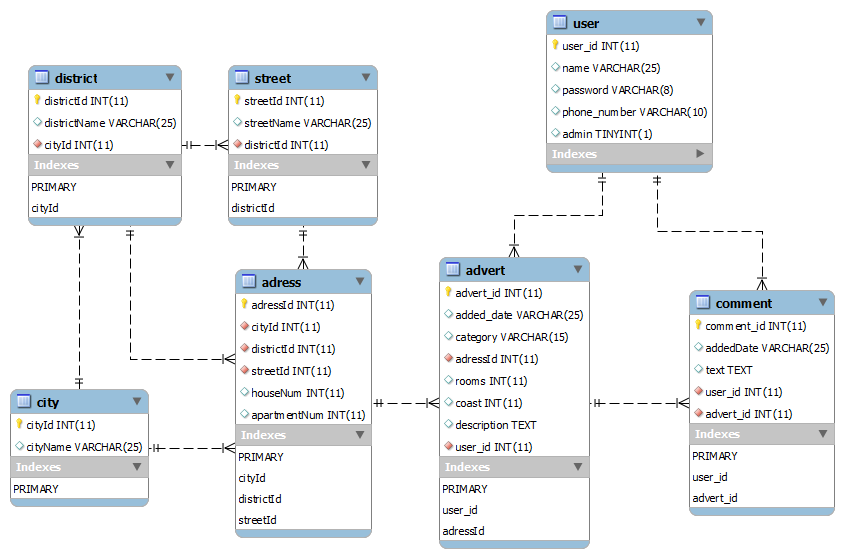 user
user_id INT(11)
name VARCHAR(25)
password VARCHAR(8)
phone_number VARCHAR(10)
admin TINYINT(1)
Indexes
district
districtId INT(11)
districtName VARCHAR(25)
cityId INT(11)
Indexes
PRIMARY
cityId
street
streetId INT(11)
streetName VARCHAR(25)
districtId INT(11)
Indexes
PRIMARY
districtId
adress
adressId INT(11)
cityId INT(11)
districtId INT(11)
streetId INT(11)
houseNum INT(11)
apartmentNum INT(11)
Indexes
PRIMARY
cityId
districtId
streetId
advert
advert_id INT(11)
added_date VARCHAR(25)
category VARCHAR(15)
adressId INT(11)
rooms INT(11)
coast INT(11)
description TEXT
user_id INT(11)
Indexes
PRIMARY
user_id
adressId
comment
comment_id INT(11)
addedDate VARCHAR(25)
text TEXT
user_id INT(11)
advert_id INT(11)
Indexes
PRIMARY
user_id
advert_id
city
cityId INT(11)
cityName VARCHAR(25)
Indexes
PRIMARY